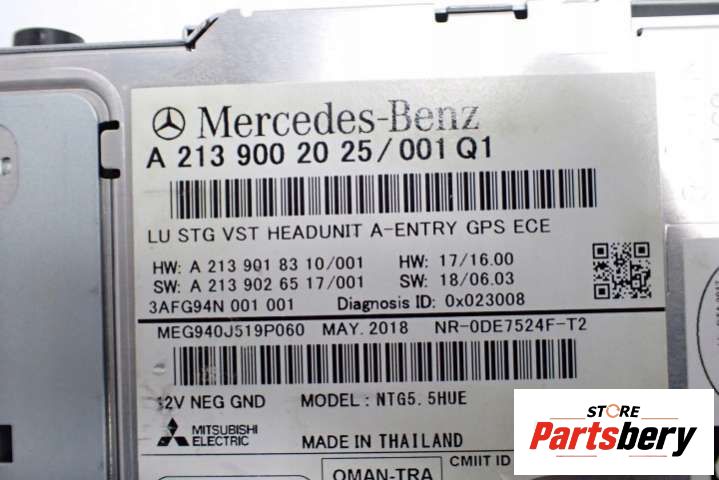 Mercedes-Benz
A 213 900 20 25/001 Q1
LU STG VST HEADUNIT A-ENTRY GPS ECE
HW: A 213 901 83 10/001 HW: 17/16.00
SW: A 213 902 65 17/001 SW: 18/06.03
3AFG94N 001 001 Diagnosis ID: 0x023008
MEG940J519P060 MAY. 2018 NR-0DE7524F-T2
12V NEG GND MODEL: NTG5.5HUE
MITSUBISHI
ELECTRIC
MADE IN THAILAND
OMAN-TRA
CMIIT ID
STORE
Partsbery